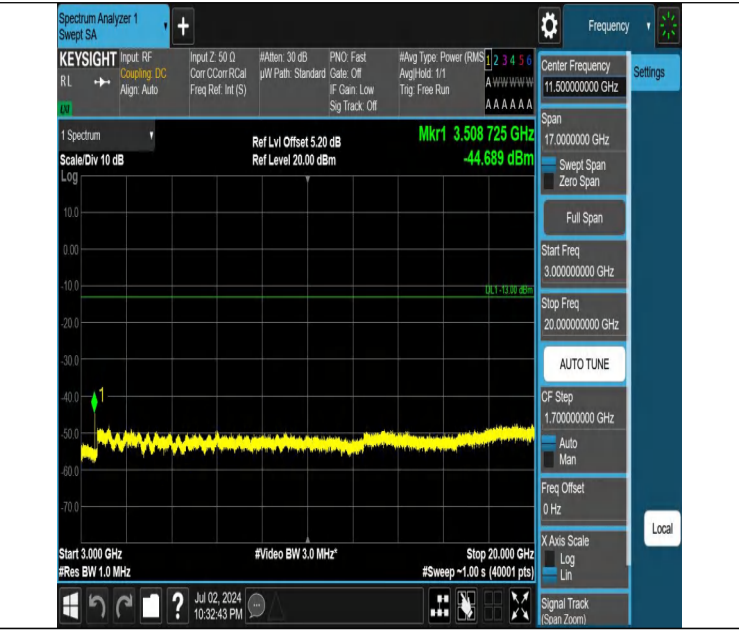 Spectrum Analyzer 1
Swept SA
Frequency
KEYSIGHT
RL
LNI
Input: RF
Coupling: DC
Align: Auto
Input Z: 50 Ω
Corr CCorr RCal
Freq Ref: Int (S)
#Atten: 30 dB
µW Path: Standard
PNO: Fast
Gate: Off
IF Gain: Low
Sig Track: Off
#Avg Type: Power (RMS
Avg|Hold: 1/1
Trig: Free Run
1 2 3 4 5 6
A W W W W W
A A A A A A
1 Spectrum
Scale/Div 10 dB
Log
Ref Lvl Offset 5.20 dB
Ref Level 20.00 dBm
Mkr1 3.508 725 GHz
-44.689 dBm
10.0
0.00
-10.0
DL1 -13.00 dBm
-20.0
-30.0
-40.0
1
-50.0
-60.0
-70.0
Start 3.000 GHz
#Res BW 1.0 MHz
#Video BW 3.0 MHz*
Stop 20.000 GHz
#Sweep ~1.00 s (40001 pts)
Jul 02, 2024
10:32:43 PM
?
Settings
Center Frequency
11.500000000 GHz
Span
17.0000000 GHz
Swept Span
Zero Span
Full Span
Start Freq
3.000000000 GHz
Stop Freq
20.000000000 GHz
AUTO TUNE
CF Step
1.700000000 GHz
Auto
Man
Freq Offset
0 Hz
X Axis Scale
Log
Lin
Signal Track
(Span Zoom)
Local